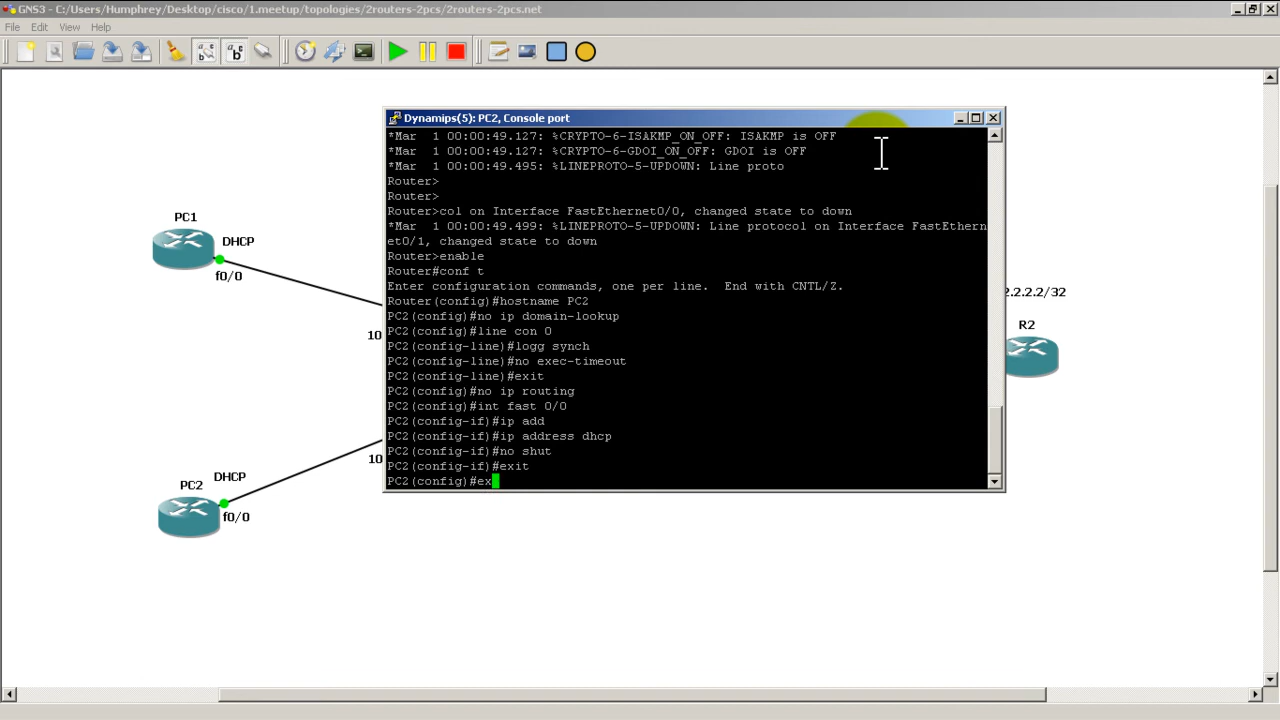 GNS3 - C:/Users/Humphrey/Desktop/cisco/1.meetup/topologies/2routers-2pcs/2routers-2pcs.net
File Edit View Help
Dynamips(5): PC2, Console port
*Mar  1 00:00:49.127: %CRYPTO-6-ISAKMP_ON_OFF: ISAKMP is OFF
*Mar  1 00:00:49.127: %CRYPTO-6-GDOI_ON_OFF: GDOI is OFF
*Mar  1 00:00:49.495: %LINEPROTO-5-UPDOWN: Line proto
Router>
Router>
Router>col on Interface FastEthernet0/0, changed state to down
*Mar  1 00:00:49.499: %LINEPROTO-5-UPDOWN: Line protocol on Interface FastEthern
et0/1, changed state to down
Router>enable
Router#conf t
Enter configuration commands, one per line.  End with CNTL/Z.
Router(config)#hostname PC2
PC2(config)#no ip domain-lookup
PC2(config)#line con 0
PC2(config-line)#logg synch
PC2(config-line)#no exec-timeout
PC2(config-line)#exit
PC2(config)#no ip routing
PC2(config)#int fast 0/0
PC2(config-if)#ip add
PC2(config-if)#ip address dhcp
PC2(config-if)#no shut
PC2(config-if)#exit
PC2(config)#ex
PC1
DHCP
f0/0
10
2.2.2.2/32
R2
10
DHCP
PC2
f0/0